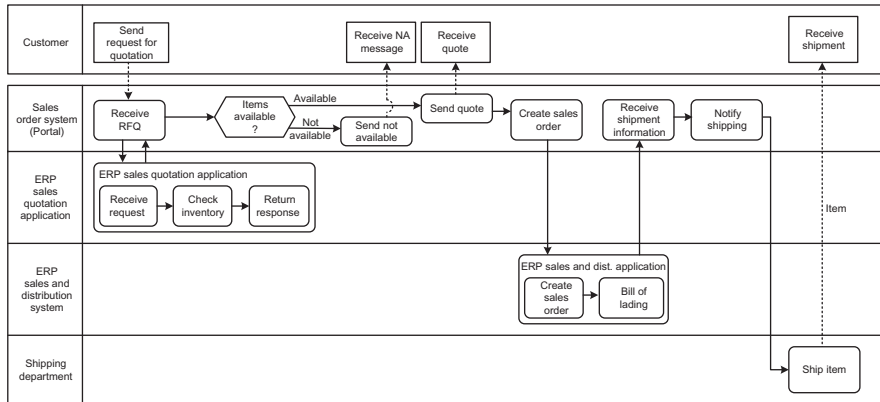 Customer
Send
request for
quotation
Receive NA
message
Receive
quote
Receive
shipment
Sales
order system
(Portal)
Receive
RFQ
Items
available
?
Available
Not
available
Send not
available
Send quote
Create sales
order
Receive
shipment
information
Notify
shipping
ERP
sales
quotation
application
ERP sales quotation application
Receive
request
Check
inventory
Return
response
Item
ERP
sales and
distribution
system
ERP sales and dist. application
Create
sales
order
Bill of
lading
Shipping
department
Ship item